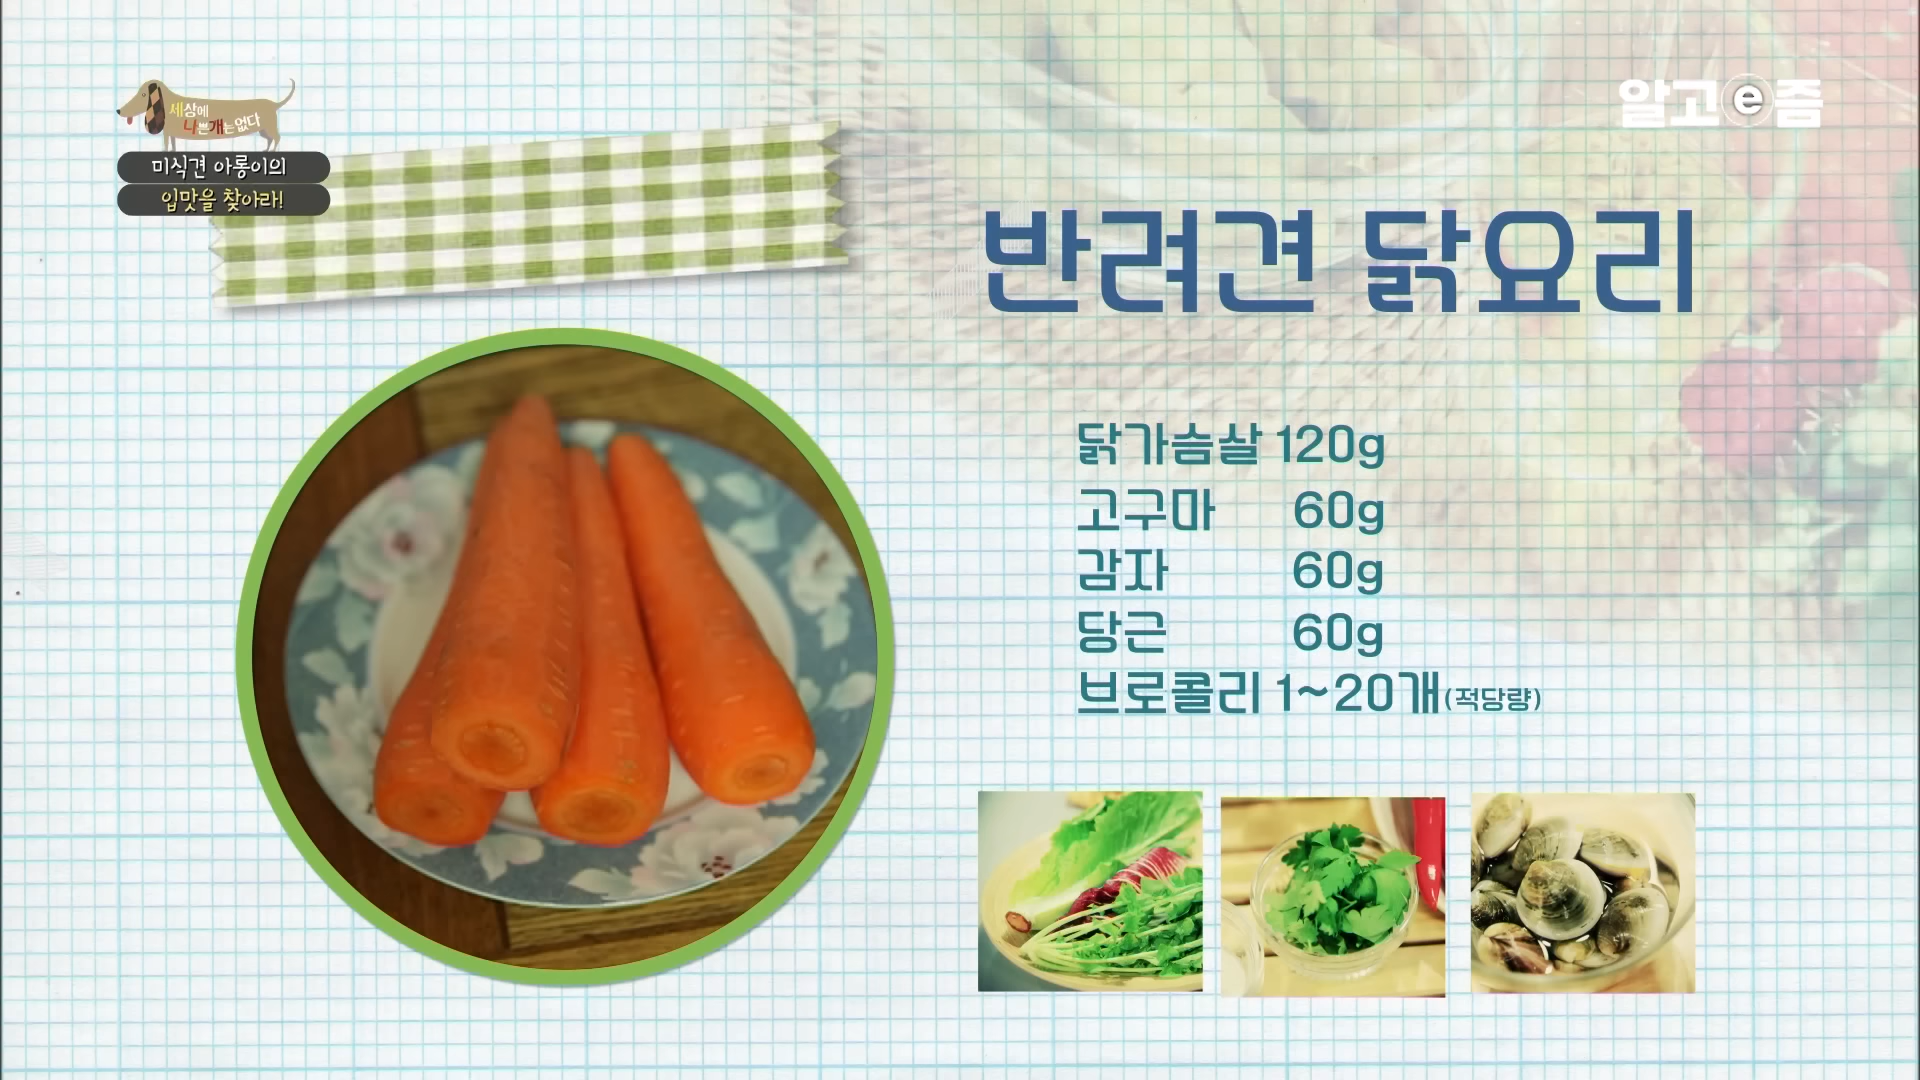 세상에
나쁜개는없다
미식견 아롱이의
입맛을 찾아라!
알고e즘
반려견 닭요리
닭가슴살 120g
고구마 60g
감자 60g
당근 60g
브로콜리 1~20개(적당량)